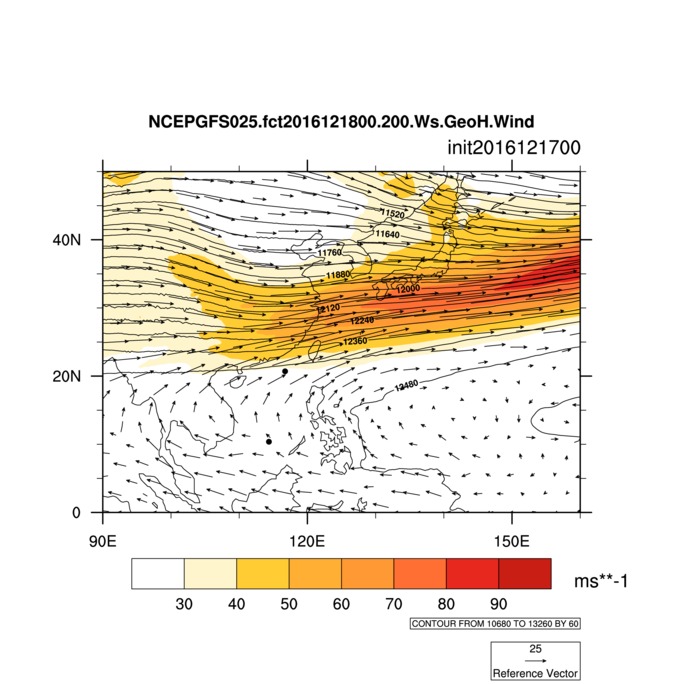 NCEPGFS025.fct2016121800.200.Ws.GeoH.Wind
init2016121700
11520
11640
40N
11760
11880
12000
12120
12240
12360
20N
12480
0
90E 120E 150E
ms**-1
30 40 50 60 70 80 90
CONTOUR FROM 10680 TO 13260 BY 60
25
Reference Vector